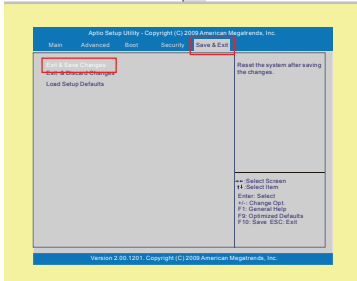 Aptio Setup Utility - Copyright (C) 2009 American Megatrends, Inc.
Main Advanced Boot Security Save & Exit
Exit & Save Changes
Exit & Discard Changes
Load Setup Defaults
Reset the system after saving
the changes.
→←:Select Screen
↑↓:Select Item
Enter: Select
+/-: Change Opt.
F1: General Help
F9: Optimized Defaults
F10: Save ESC: Exit
Version 2.00.1201. Copyright (C) 2009 American Megatrends, Inc.